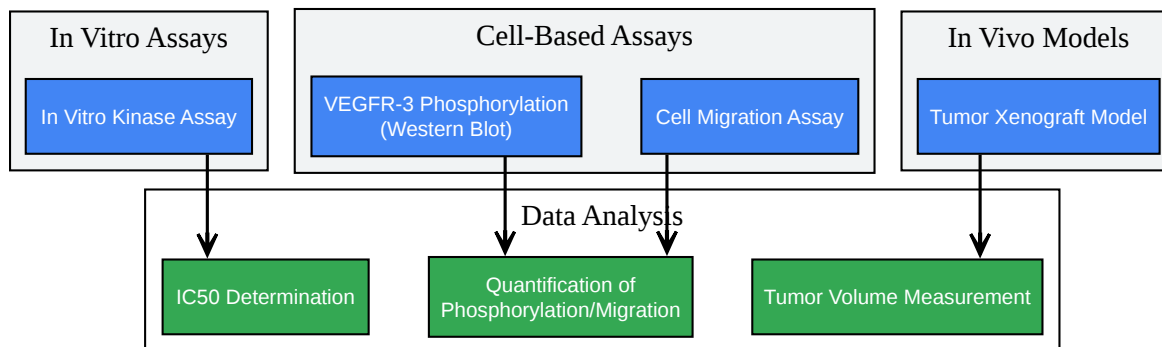 In Vitro Assays
Cell-Based Assays
In Vivo Models
In Vitro Kinase Assay
VEGFR-3 Phosphorylation
(Western Blot)
Cell Migration Assay
Tumor Xenograft Model
Data Analysis
IC50 Determination
Quantification of
Phosphorylation/Migration
Tumor Volume Measurement